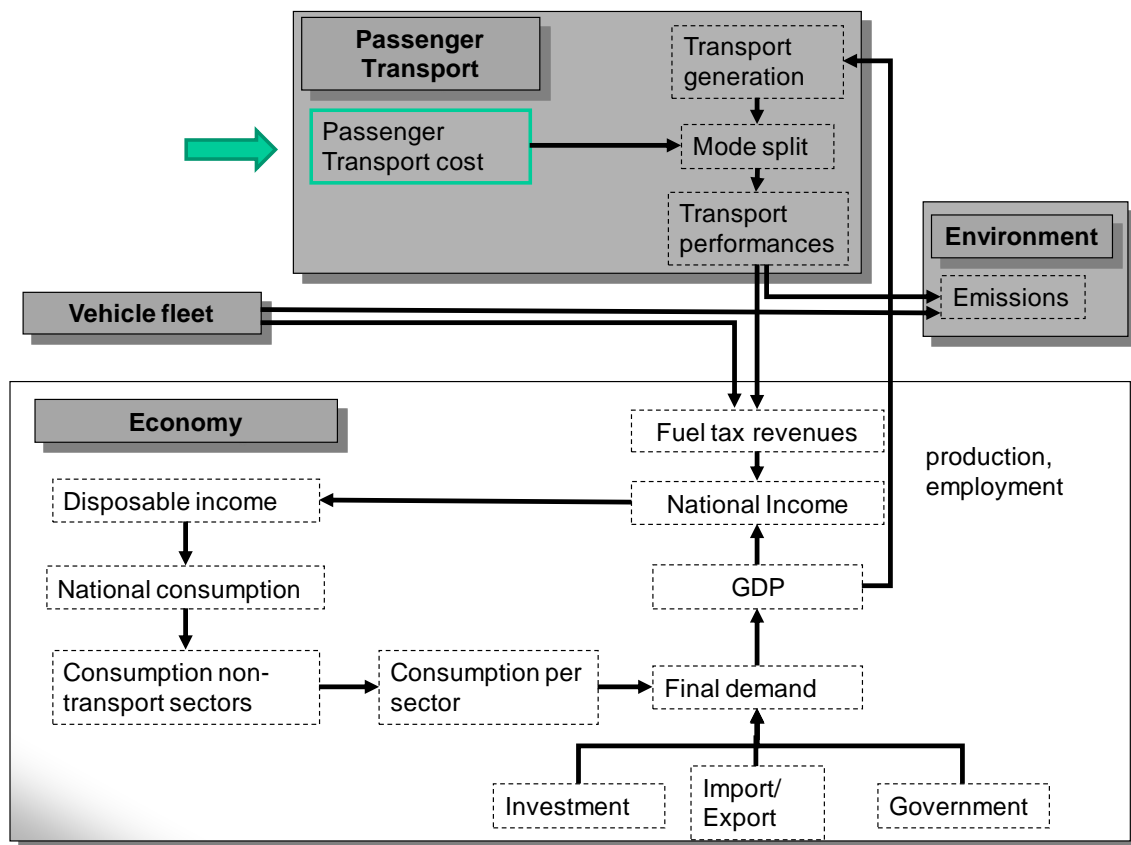 Passenger
Transport
Transport
generation
Passenger
Transport cost
Mode split
Transport
performances
Environment
Emissions
Vehicle fleet
Economy
Fuel tax revenues
production,
employment
Disposable income
National Income
National consumption
GDP
Consumption non-
transport sectors
Consumption per
sector
Final demand
Investment
Import/
Export
Government